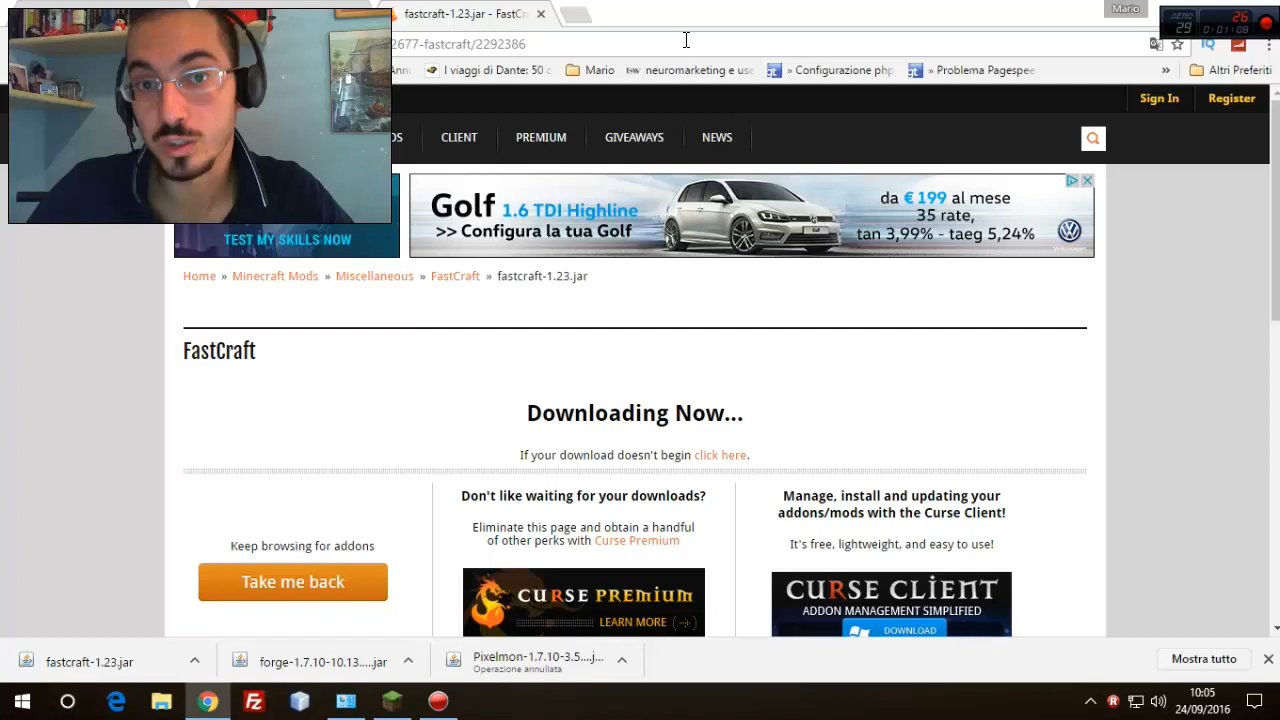 fastcraft-1.23.jar - FastCr
Mario
26
29
0:01:08
2677-fastcraft/2292386
I viaggi di Dante: 50 c
Mario
neuromarketing e use
» Configurazione php
» Problema Pagespee
»
Altri Preferiti
Sign In
Register
CLIENT
PREMIUM
GIVEAWAYS
NEWS
TEST MY SKILLS NOW
Golf 1.6 TDI Highline
>> Configura la tua Golf
da € 199 al mese
35 rate,
tan 3,99% - taeg 5,24%
Home » Minecraft Mods » Miscellaneous » FastCraft » fastcraft-1.23.jar
FastCraft
Downloading Now...
If your download doesn't begin click here.
Keep browsing for addons
Take me back
Don't like waiting for your downloads?
Eliminate this page and obtain a handful
of other perks with Curse Premium
CURSE PREMIUM
LEARN MORE
Manage, install and updating your
addons/mods with the Curse Client!
It's free, lightweight, and easy to use!
CURSE CLIENT
ADDON MANAGEMENT SIMPLIFIED
DOWNLOAD
fastcraft-1.23.jar
forge-1.7.10-10.13.....jar
Pixelmon-1.7.10-3.5....j...
Operazione annullata
Mostra tutto
10:05
24/09/2016